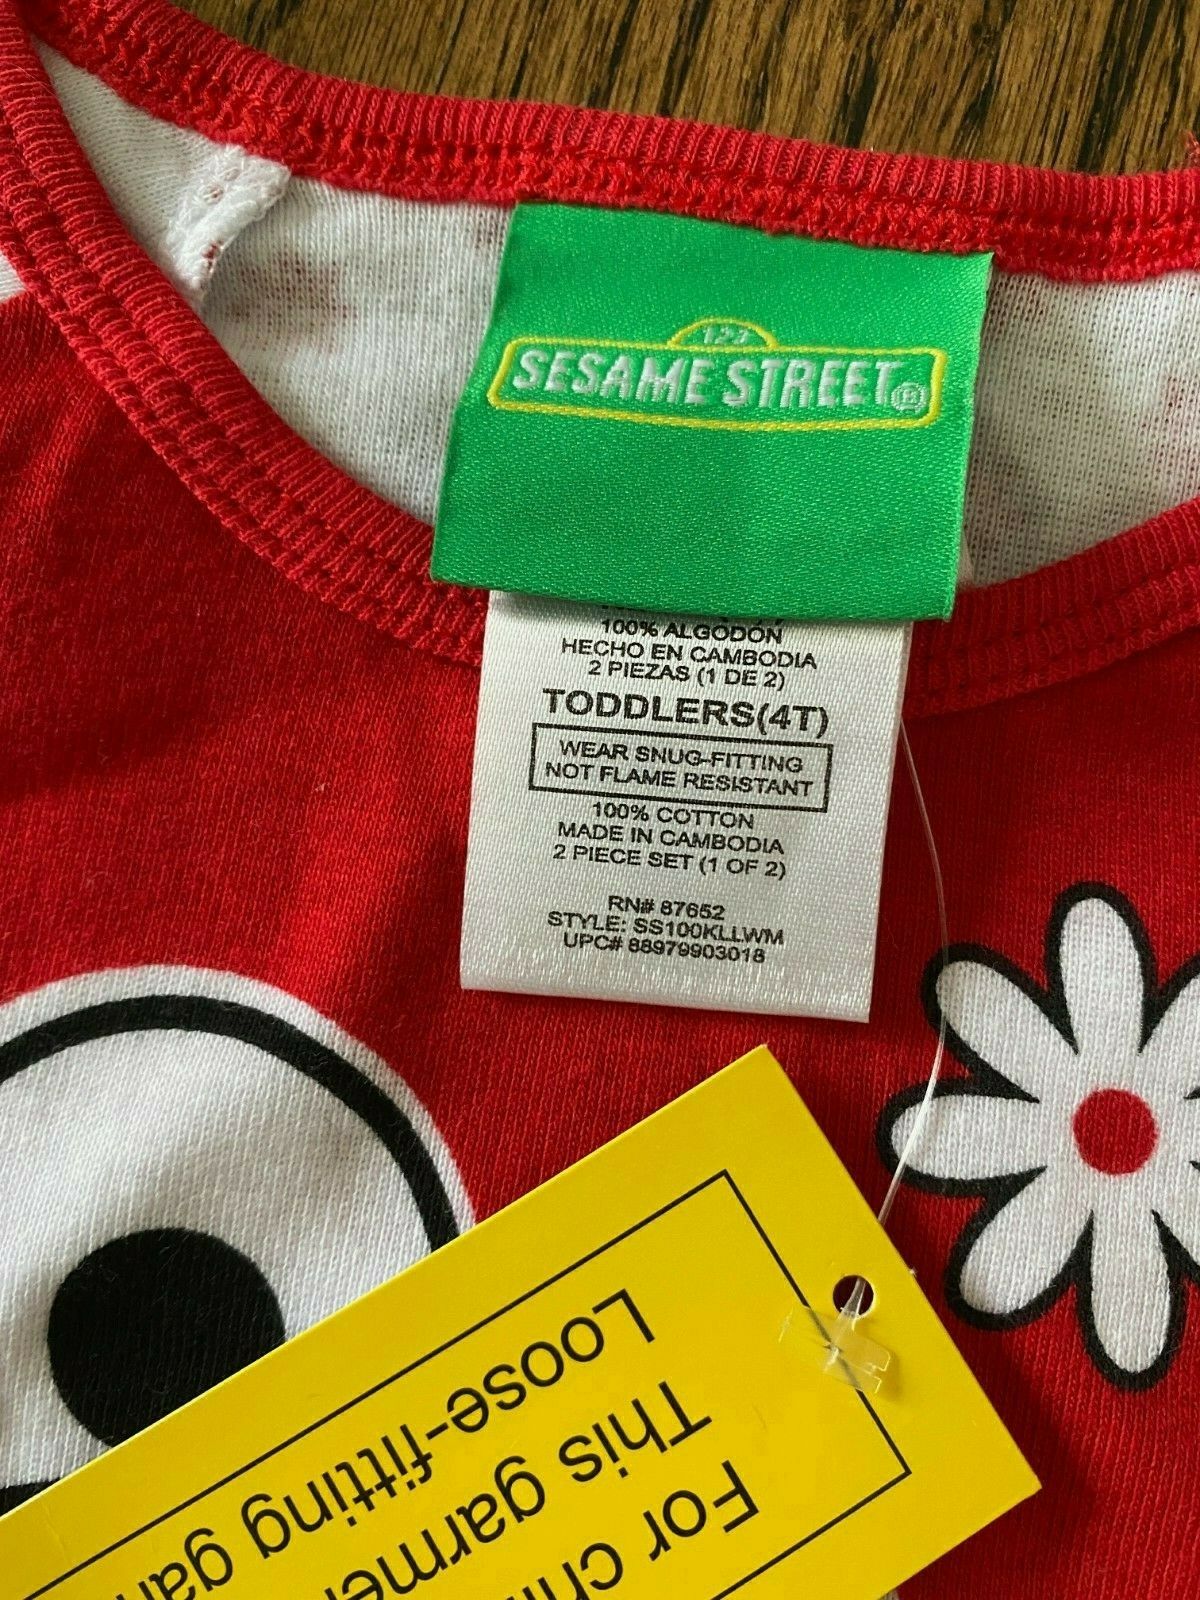 123
SESAME STREET®
100% ALGODÓN
HECHO EN CAMBODIA
2 PIEZAS (1 DE 2)
TODDLERS(4T)
WEAR SNUG-FITTING
NOT FLAME RESISTANT
100% COTTON
MADE IN CAMBODIA
2 PIECE SET (1 OF 2)
RN# 87652
STYLE: SS100KLLWM
UPC# 88979903018
For chi
This garme
Loose-fitting gar